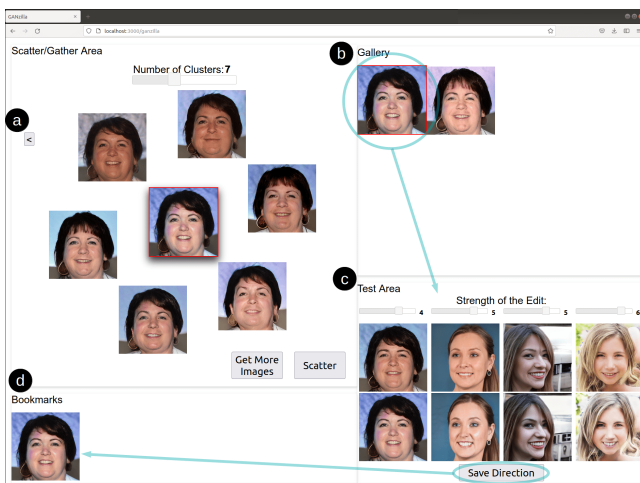 GANzilla
localhost:3000/ganzilla
Scatter/Gather Area
Number of Clusters:7
a
<
Get More
Images
Scatter
b
Gallery
c
Test Area
Strength of the Edit:
4 5 5 6
Save Direction
d
Bookmarks